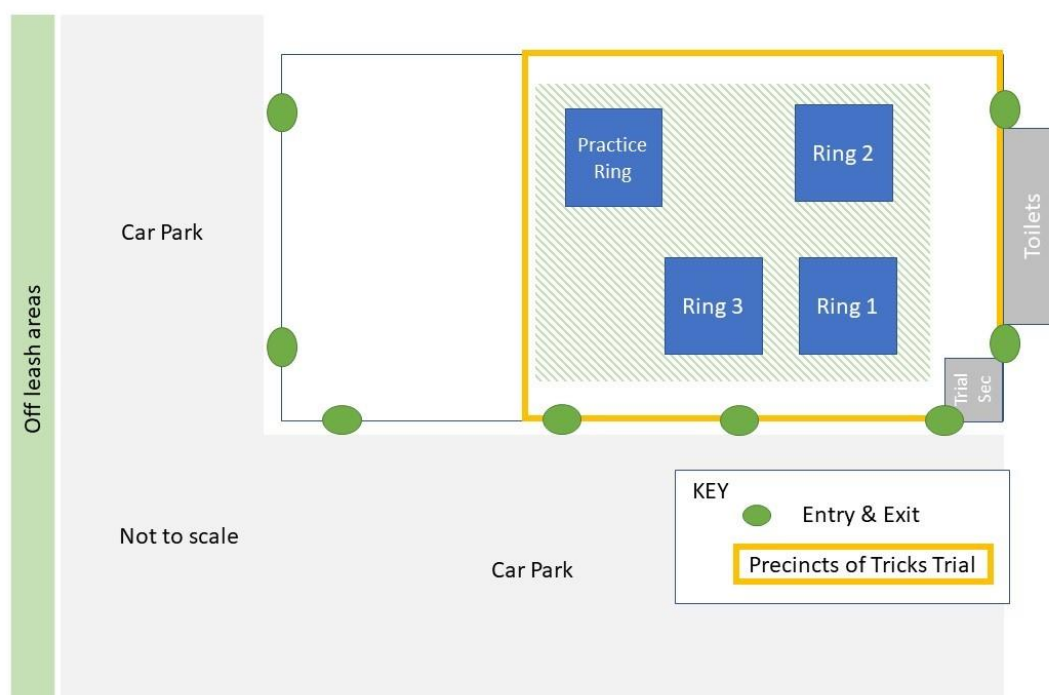 Off leash areas
Car Park
Not to scale
Car Park
Practice
Ring
Ring 2
Ring 3
Ring 1
Toilets
Trial
Sec
KEY
Entry & Exit
Precincts of Tricks Trial